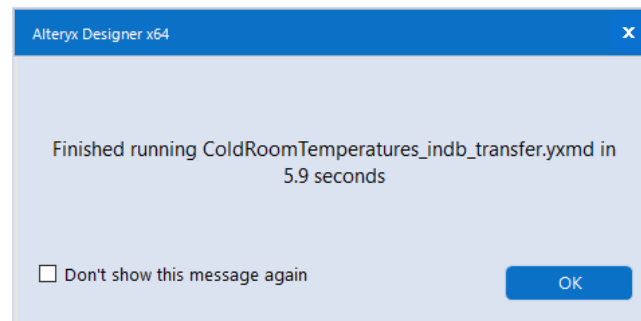 Alteryx Designer x64
x
Finished running ColdRoomTemperatures_indb_transfer.yxmd in
5.9 seconds
Don't show this message again
OK